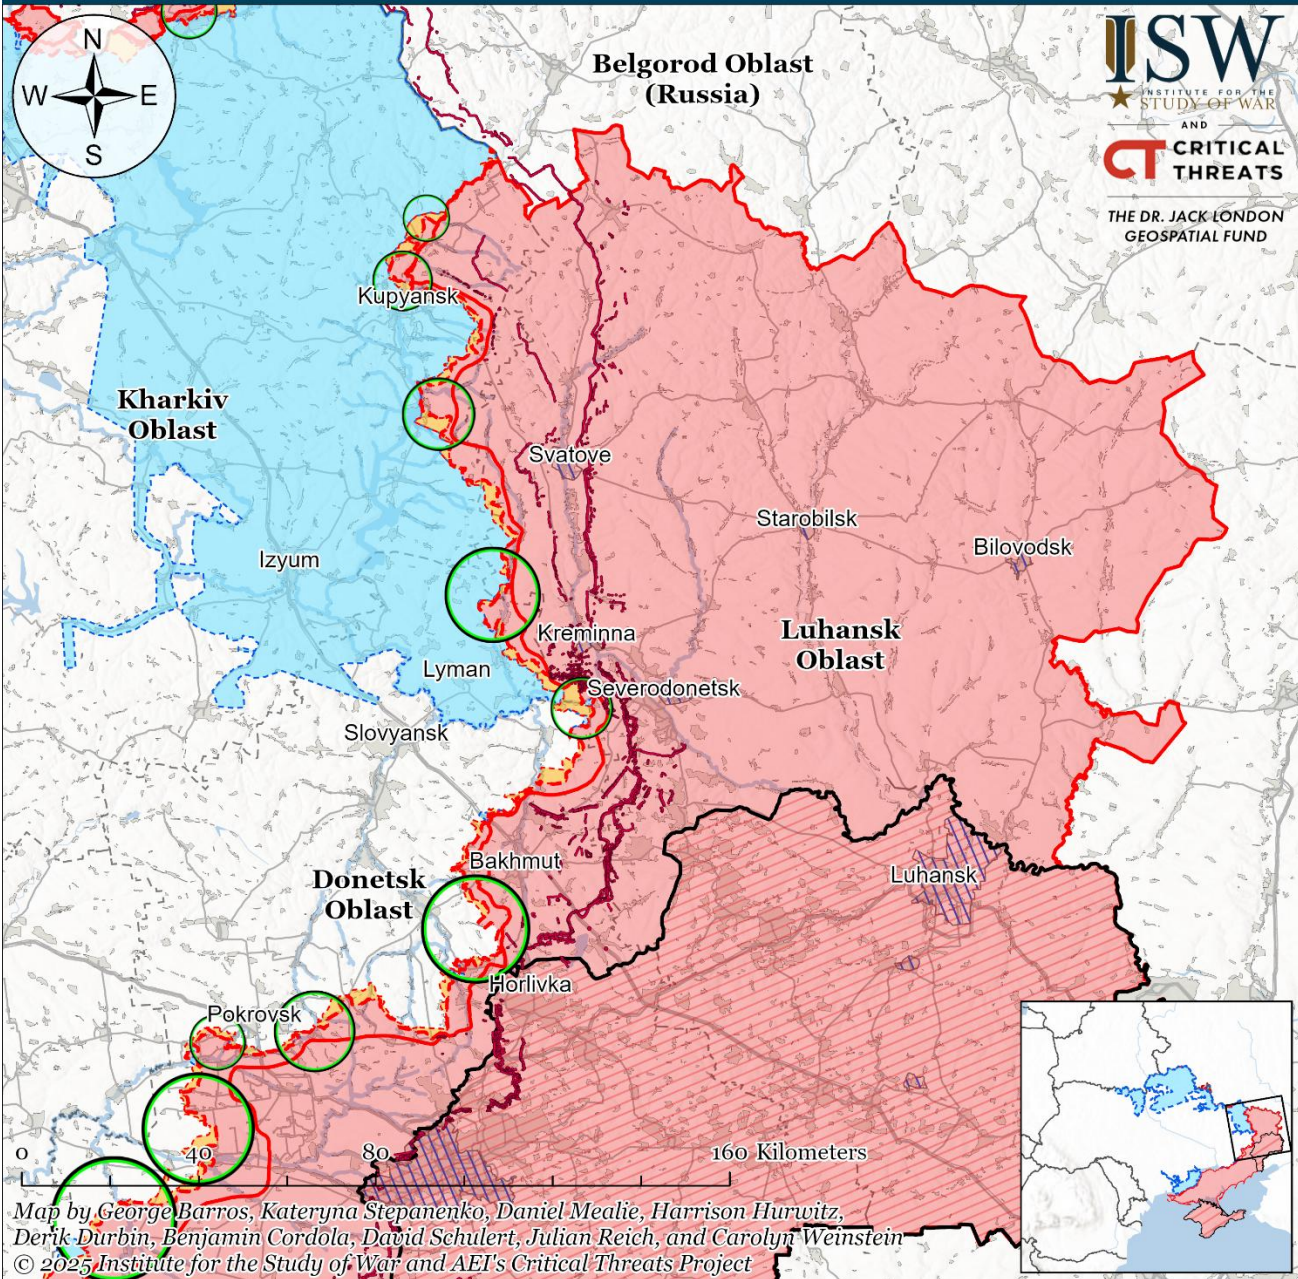 N
W E
S
Belgorod Oblast
(Russia)
ISW
INSTITUTE FOR THE
STUDY OF WAR
AND
CT CRITICAL
THREATS
THE DR. JACK LONDON
GEOSPATIAL FUND
Kupyansk
Kharkiv
Oblast
Svatove
Starobilsk
Bilovodsk
Izyum
Kreminna
Luhansk
Oblast
Lyman
Severodonetsk
Slovyansk
Bakhmut
Luhansk
Donetsk
Oblast
Horlivka
Pokrovsk
0 40 80 160 Kilometers
Map by George Barros, Kateryna Stepanenko, Daniel Mealie, Harrison Hurwitz,
Derik Durbin, Benjamin Cordola, David Schulert, Julian Reich, and Carolyn Weinstein
© 2025 Institute for the Study of War and AEI's Critical Threats Project